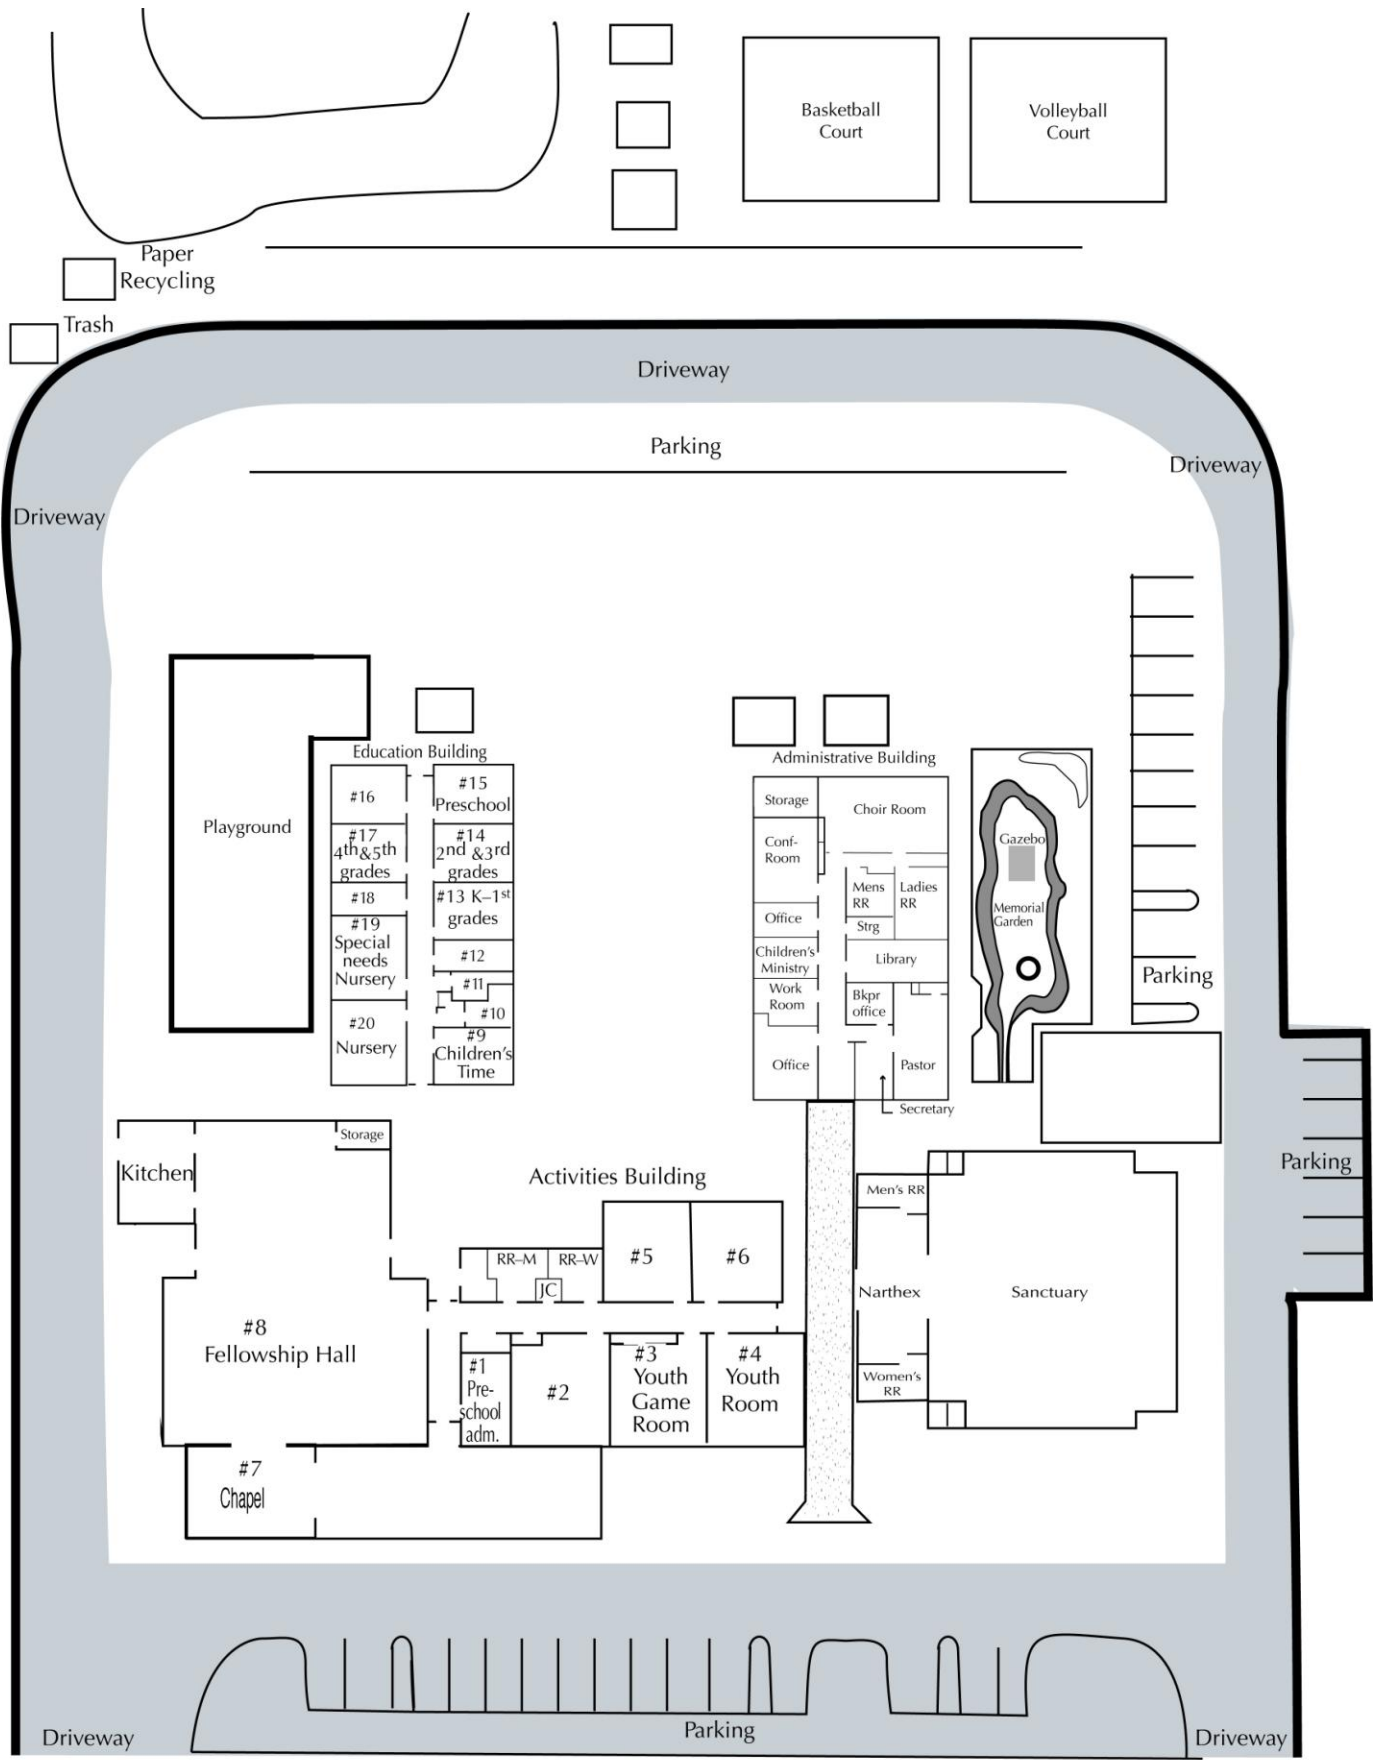 Basketball
Court
Volleyball
Court
Paper
Recycling
Trash
Driveway
Parking
Driveway
Driveway
Playground
Education Building
#16
#15
Preschool
#17
4th&5th
grades
#14
2nd &3rd
grades
#18
#13 K–1st
grades
#19
Special
needs
Nursery
#12
#11
#10
#20
Nursery
#9
Children's
Time
Administrative Building
Storage
Choir Room
Conf-
Room
Mens
RR
Ladies
RR
Office
Strg
Children's
Ministry
Library
Work
Room
Bkpr
office
Office
Pastor
Secretary
Gazebo
Memorial
Garden
Parking
Parking
Kitchen
Storage
Activities Building
RR–M
RR–W
JC
#5
#6
#8
Fellowship Hall
#1
Pre-
school
adm.
#2
#3
Youth
Game
Room
#4
Youth
Room
#7
Chapel
Men's RR
Narthex
Sanctuary
Women's
RR
Driveway
Parking
Driveway